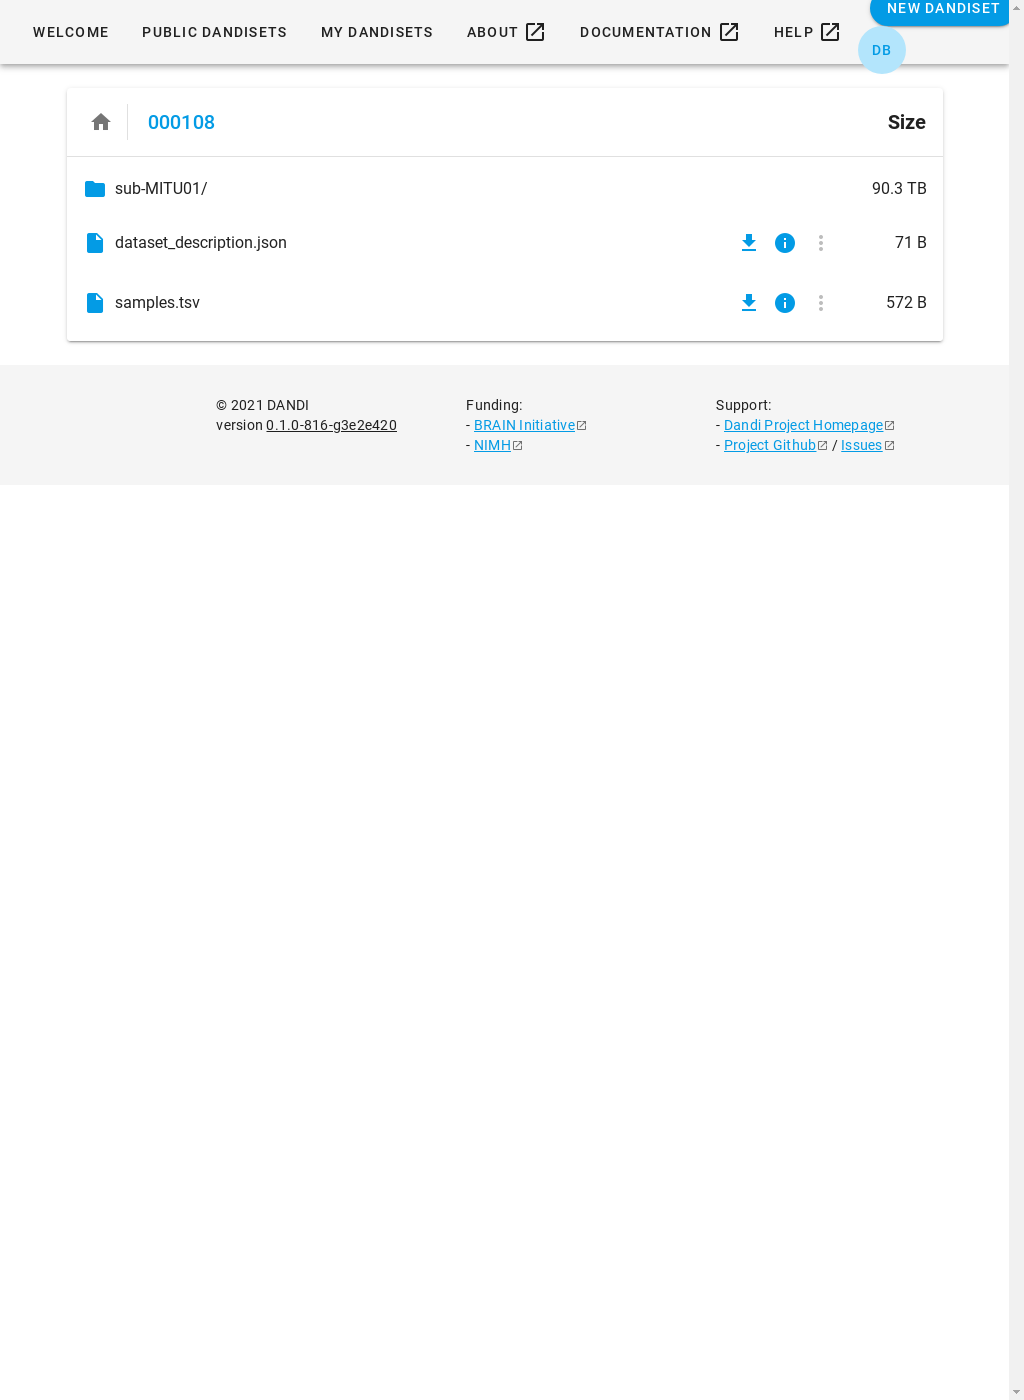 NEW DANDISET
WELCOME PUBLIC DANDISETS MY DANDISETS ABOUT DOCUMENTATION HELP
DB
000108 Size
sub-MITU01/ 90.3 TB
dataset_description.json 71 B
samples.tsv 572 B
© 2021 DANDI
version 0.1.0-816-g3e2e420
Funding:
- BRAIN Initiative
- NIMH
Support:
- Dandi Project Homepage
- Project Github / Issues